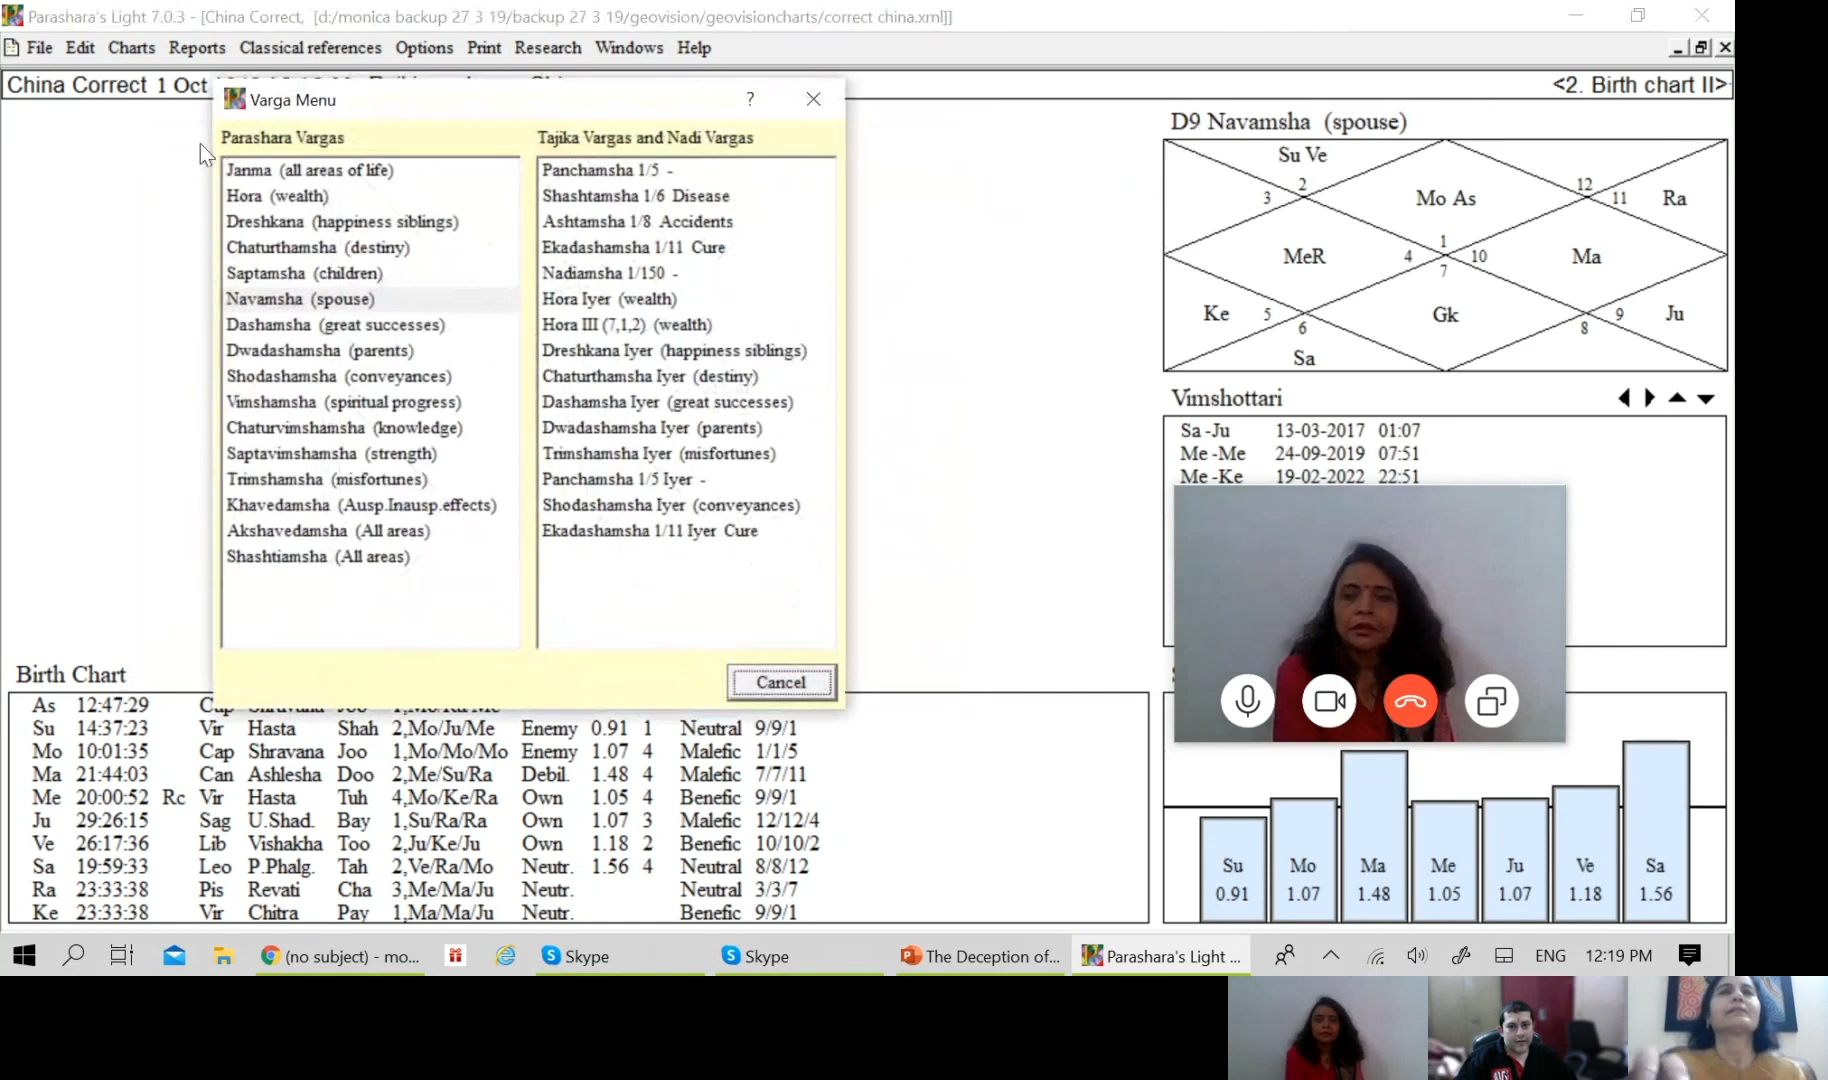 Parashara's Light 7.0.3 - [China Correct,  [d:/monica backup 27 3 19/backup 27 3 19/geovision/geovisioncharts/correct china.xml]]
File Edit Charts Reports Classical references Options Print Research Windows Help
China Correct 1 Oct
<2. Birth chart II>
Varga Menu
?
Parashara Vargas
Janma (all areas of life)
Hora (wealth)
Dreshkana (happiness siblings)
Chaturthamsha (destiny)
Saptamsha (children)
Navamsha (spouse)
Dashamsha (great successes)
Dwadashamsha (parents)
Shodashamsha (conveyances)
Vimshamsha (spiritual progress)
Chaturvimshamsha (knowledge)
Saptavimshamsha (strength)
Trimshamsha (misfortunes)
Khavedamsha (Ausp.Inausp.effects)
Akshavedamsha (All areas)
Shashtiamsha (All areas)
Tajika Vargas and Nadi Vargas
Panchamsha 1/5 -
Shashtamsha 1/6 Disease
Ashtamsha 1/8 Accidents
Ekadashamsha 1/11 Cure
Nadiamsha 1/150 -
Hora Iyer (wealth)
Hora III (7,1,2) (wealth)
Dreshkana Iyer (happiness siblings)
Chaturthamsha Iyer (destiny)
Dashamsha Iyer (great successes)
Dwadashamsha Iyer (parents)
Trimshamsha Iyer (misfortunes)
Panchamsha 1/5 Iyer -
Shodashamsha Iyer (conveyances)
Ekadashamsha 1/11 Iyer Cure
Cancel
D9 Navamsha (spouse)
Su Ve
2 12
3 Mo As 11 Ra
1
MeR 4 10 Ma
7
Ke 5 Gk 9 Ju
6 8
Sa
Vimshottari
Sa -Ju 13-03-2017 01:07
Me -Me 24-09-2019 07:51
Me -Ke 19-02-2022 22:51
Birth Chart
As 12:47:29
Su 14:37:23 Vir Hasta Shah 2,Mo/Ju/Me Enemy 0.91 1 Neutral 9/9/1
Mo 10:01:35 Cap Shravana Joo 1,Mo/Mo/Mo Enemy 1.07 4 Malefic 1/1/5
Ma 21:44:03 Can Ashlesha Doo 2,Me/Su/Ra Debil. 1.48 4 Malefic 7/7/11
Me 20:00:52 Rc Vir Hasta Tuh 4,Mo/Ke/Ra Own 1.05 4 Benefic 9/9/1
Ju 29:26:15 Sag U.Shad. Bay 1,Su/Ra/Ra Own 1.07 3 Malefic 12/12/4
Ve 26:17:36 Lib Vishakha Too 2,Ju/Ke/Ju Own 1.18 2 Benefic 10/10/2
Sa 19:59:33 Leo P.Phalg. Tah 2,Ve/Ra/Mo Neutr. 1.56 4 Neutral 8/8/12
Ra 23:33:38 Pis Revati Cha 3,Me/Ma/Ju Neutr. Neutral 3/3/7
Ke 23:33:38 Vir Chitra Pay 1,Ma/Ma/Ju Neutr. Benefic 9/9/1
Su Mo Ma Me Ju Ve Sa
0.91 1.07 1.48 1.05 1.07 1.18 1.56
(no subject) - mo... Skype Skype The Deception of... Parashara's Light ... ENG 12:19 PM